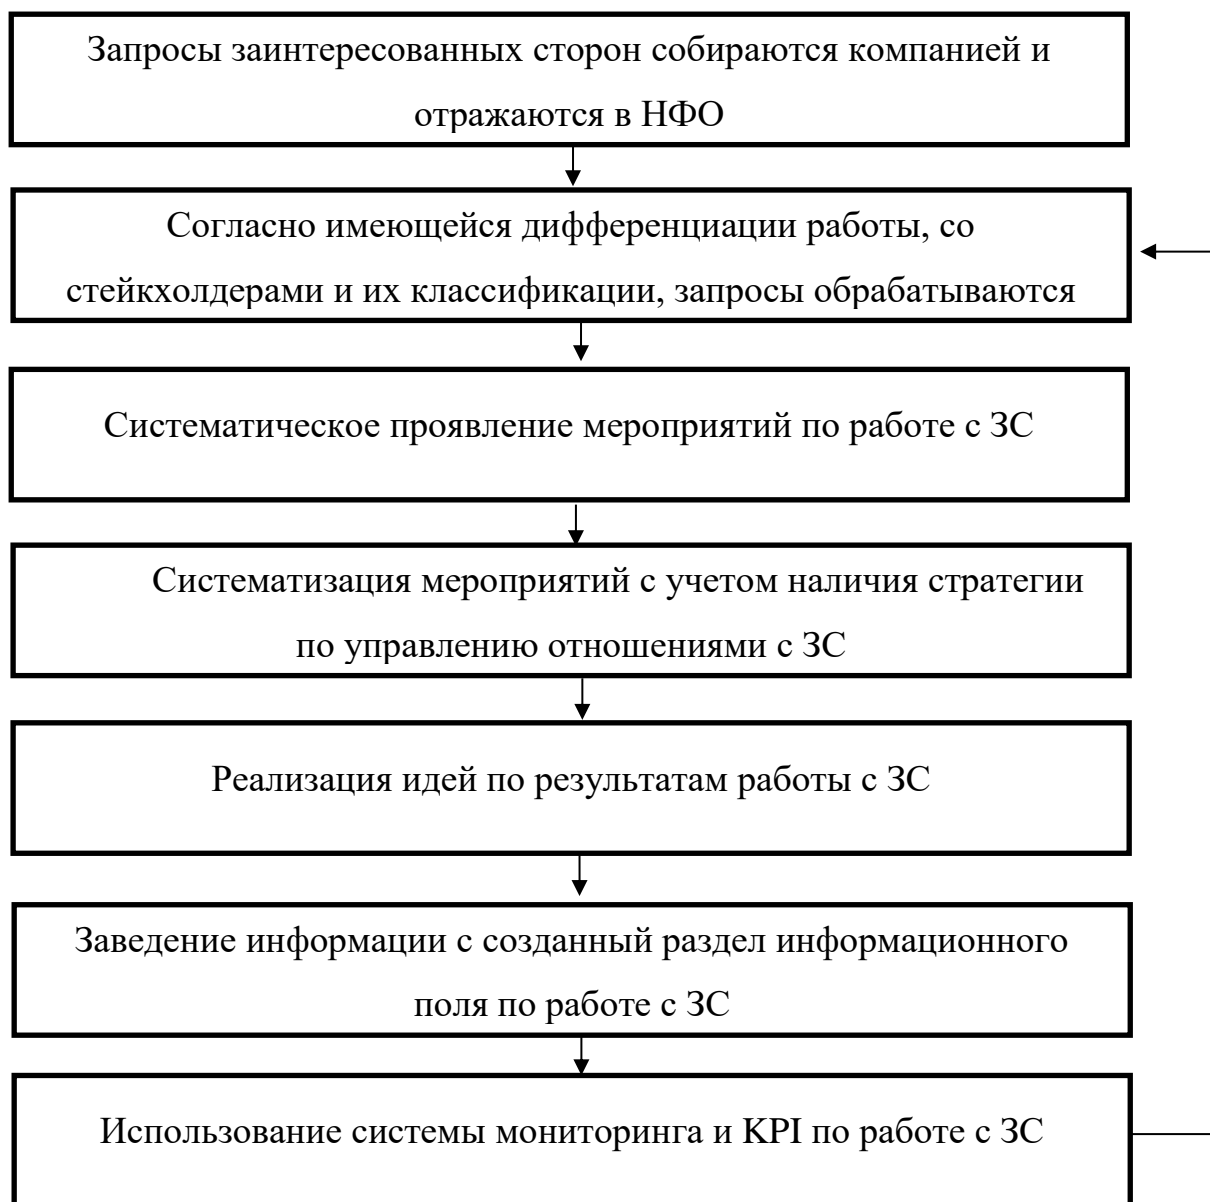 Запросы заинтересованных сторон собираются компанией и
отражаются в НФО
Согласно имеющейся дифференциации работы, со
стейкхолдерами и их классификации, запросы обрабатываются
Систематическое проявление мероприятий по работе с ЗС
Систематизация мероприятий с учетом наличия стратегии
по управлению отношениями с ЗС
Реализация идей по результатам работы с ЗС
Заведение информации с созданный раздел информационного
поля по работе с ЗС
Использование системы мониторинга и KPI по работе с ЗС